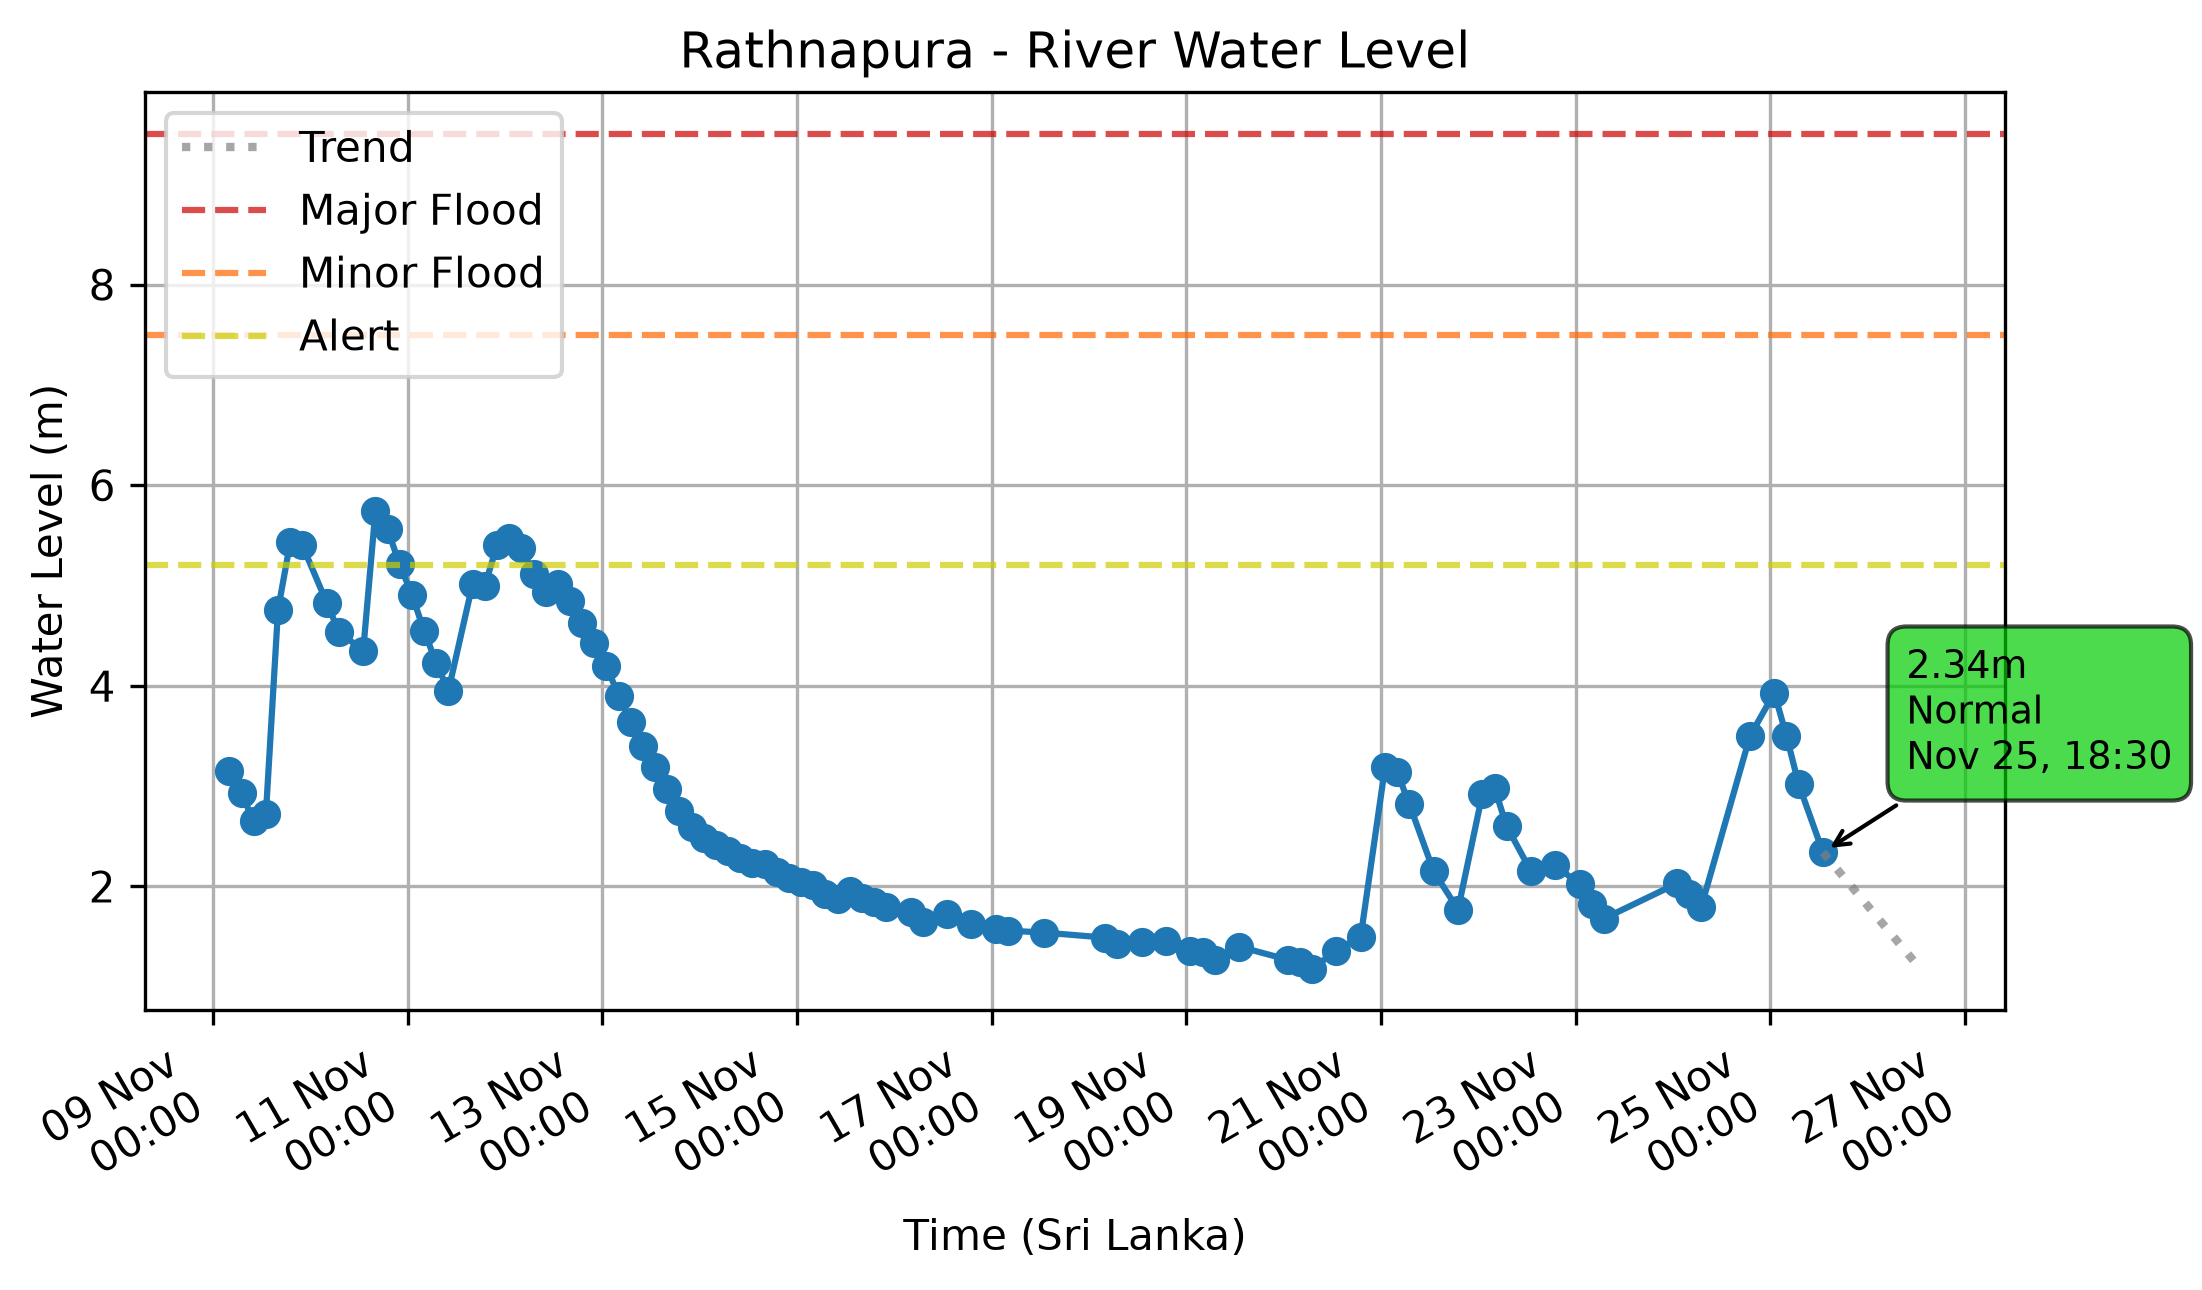 Rathnapura - River Water Level
Trend
Major Flood
Minor Flood
Alert
Water Level (m)
8
6
4
2
2.34m
Normal
Nov 25, 18:30
09 Nov
00:00
11 Nov
00:00
13 Nov
00:00
15 Nov
00:00
17 Nov
00:00
19 Nov
00:00
21 Nov
00:00
23 Nov
00:00
25 Nov
00:00
27 Nov
00:00
Time (Sri Lanka)